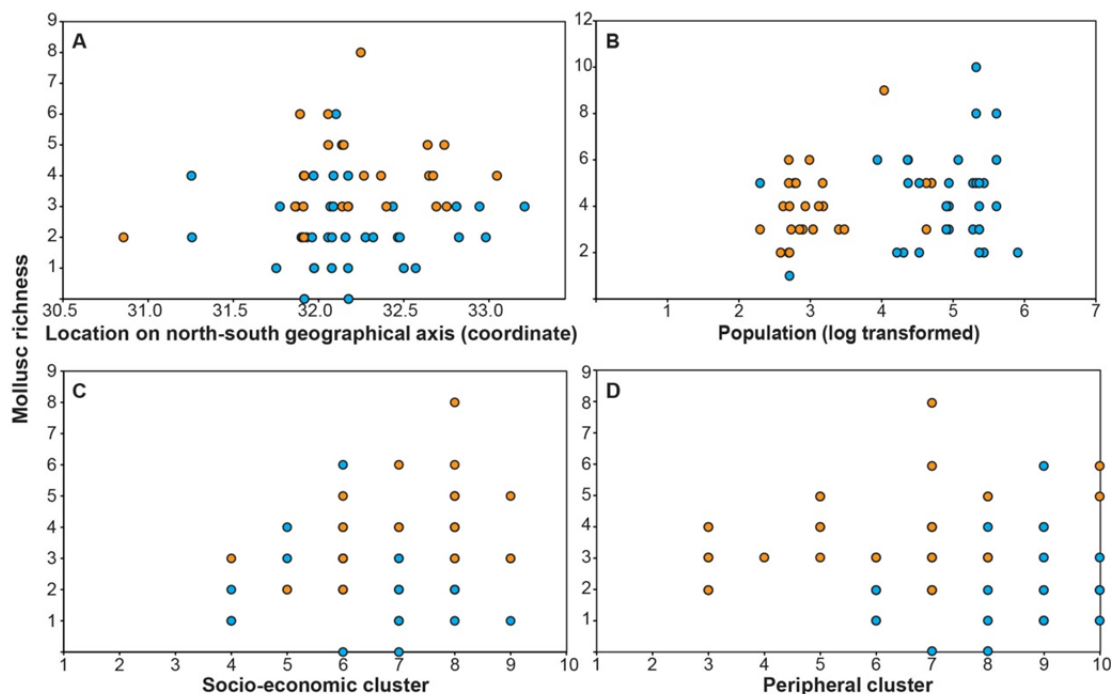 Mollusc richness
A
9
8
7
6
5
4
3
2
1
30.5 31.0 31.5 32.0 32.5 33.0
Location on north-south geographical axis (coordinate)
B
12
10
8
6
4
2
1 2 3 4 5 6 7
Population (log transformed)
C
9
8
7
6
5
4
3
2
1
1 2 3 4 5 6 7 8 9 10
Socio-economic cluster
D
9
8
7
6
5
4
3
2
1
1 2 3 4 5 6 7 8 9 10
Peripheral cluster